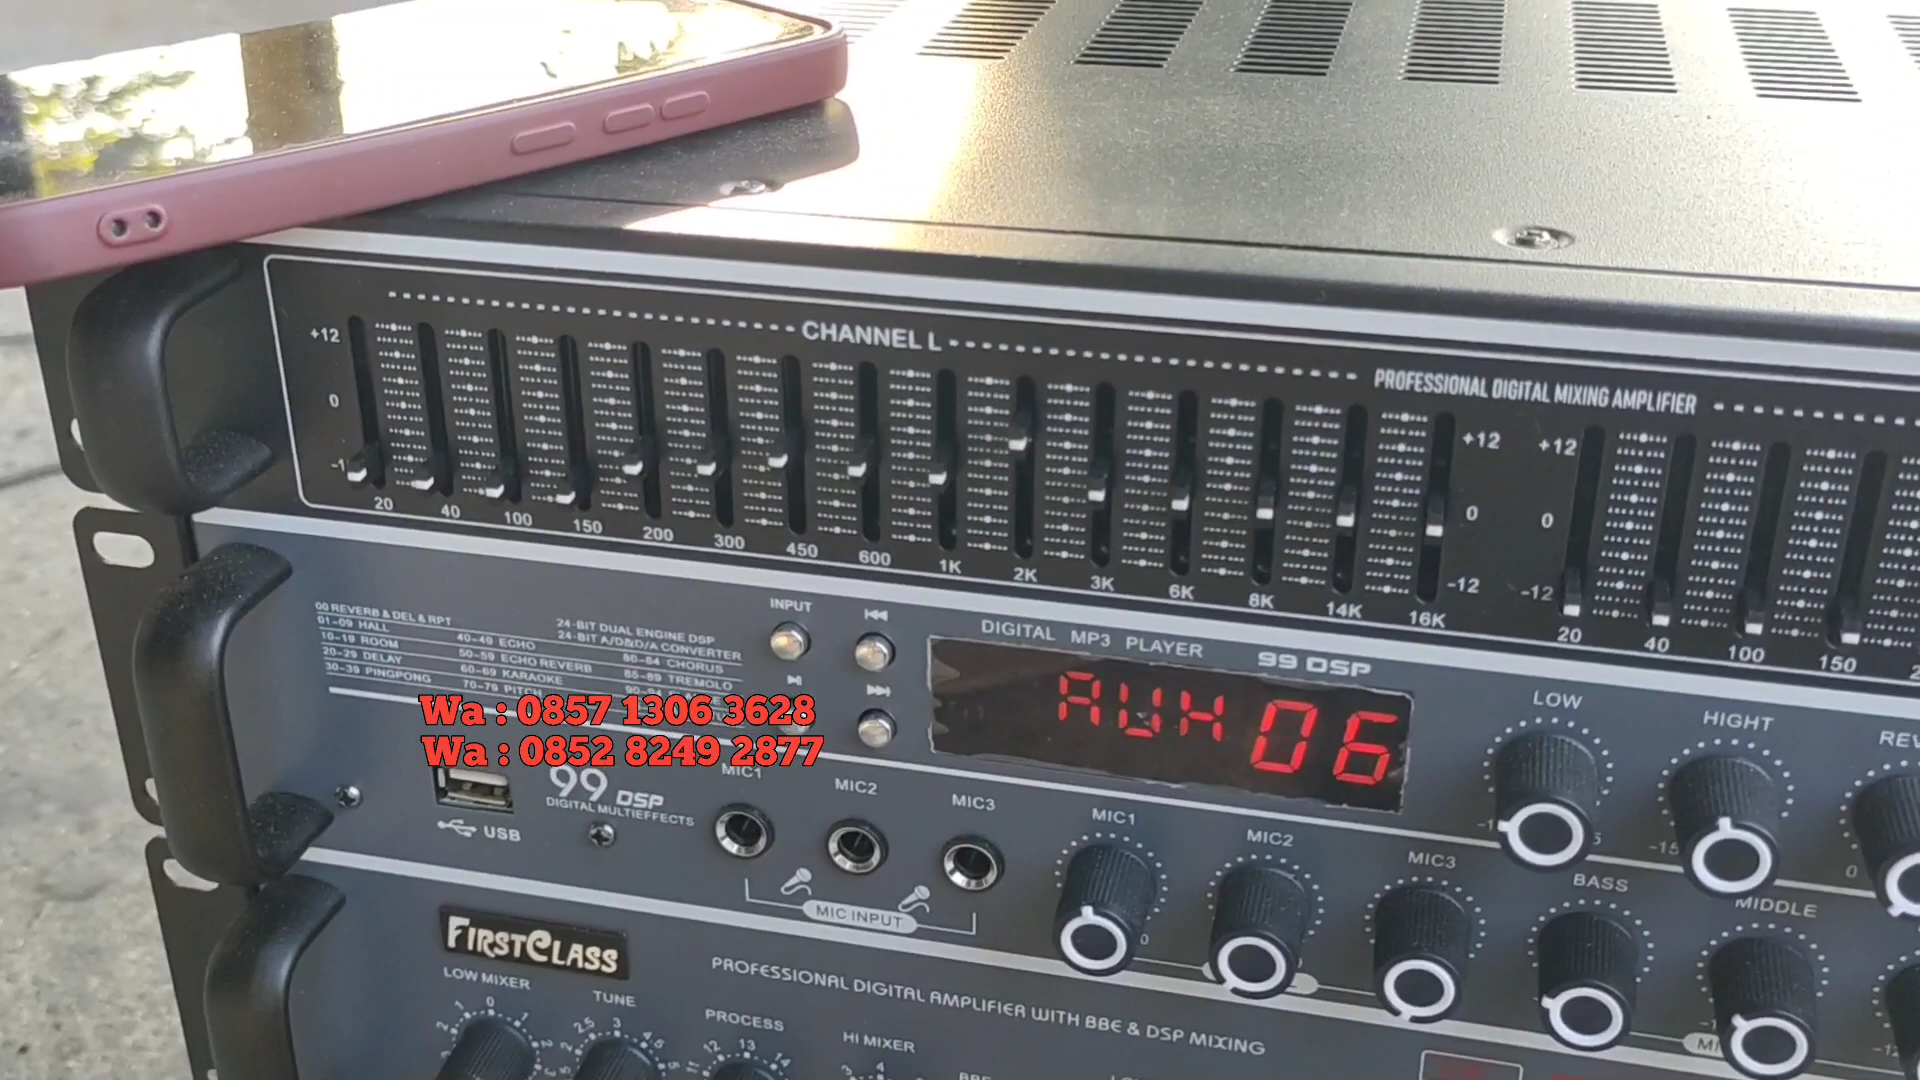 CHANNEL L
PROFESSIONAL DIGITAL MIXING AMPLIFIER
+12
0
+12 +12
0 0
-12 -12
20 40 100 150 200 300 450 600 1K 2K 3K 6K 8K 14K 16K
20 40 100 150
00 REVERB & DEL & RPT
01-09 HALL
10-19 ROOM
20-29 DELAY
30-39 PINGPONG
40-49 ECHO
50-59 ECHO REVERB
60-69 KARAOKE
70-79 PITCH
24-BIT DUAL ENGINE DSP
24-BIT A/D&D/A CONVERTER
80-84 CHORUS
85-89 TREMOLO
INPUT
DIGITAL MP3 PLAYER
99 DSP
AUX 06
Wa : 0857 1306 3628
Wa : 0852 8249 2877
USB
99 DSP
DIGITAL MULTIEFFECTS
MIC1 MIC2 MIC3
MIC INPUT
MIC1 MIC2 MIC3
LOW HIGHT
BASS MIDDLE
FIRSTCLASS
PROFESSIONAL DIGITAL AMPLIFIER WITH BBE & DSP MIXING
LOW MIXER TUNE PROCESS HI MIXER